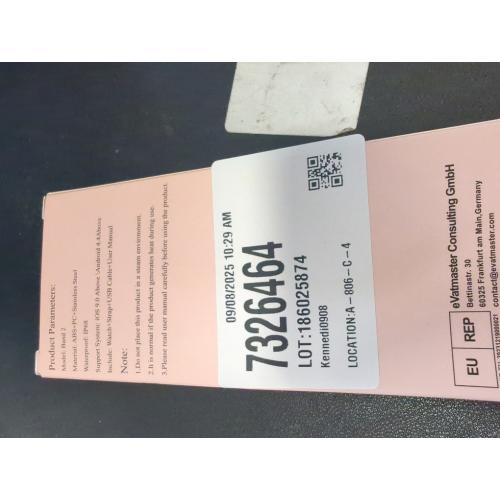 Product Parameters:
Model: Band 2
Material: ABS+PC+Stainless Steel
Waterproof: IP68
Support System: iOS 9.0 Above /Android 4.4Above
Include: Watch+Strap+USB Cable+User Manual
Note:
1.Do not place this product in a steam environment.
2.It is normal if the product generates heat during use.
3.Please read user manual carefully before using the product.
09/08/2025 10:29 AM
7326464
LOT:186025874
Kennedi0908
LOCATION:A-806-C-4
EU REP
eVatmaster Consulting GmbH
Bettinastr. 30
60325 Frankfurt am Main,Germany
contact@evatmaster.com